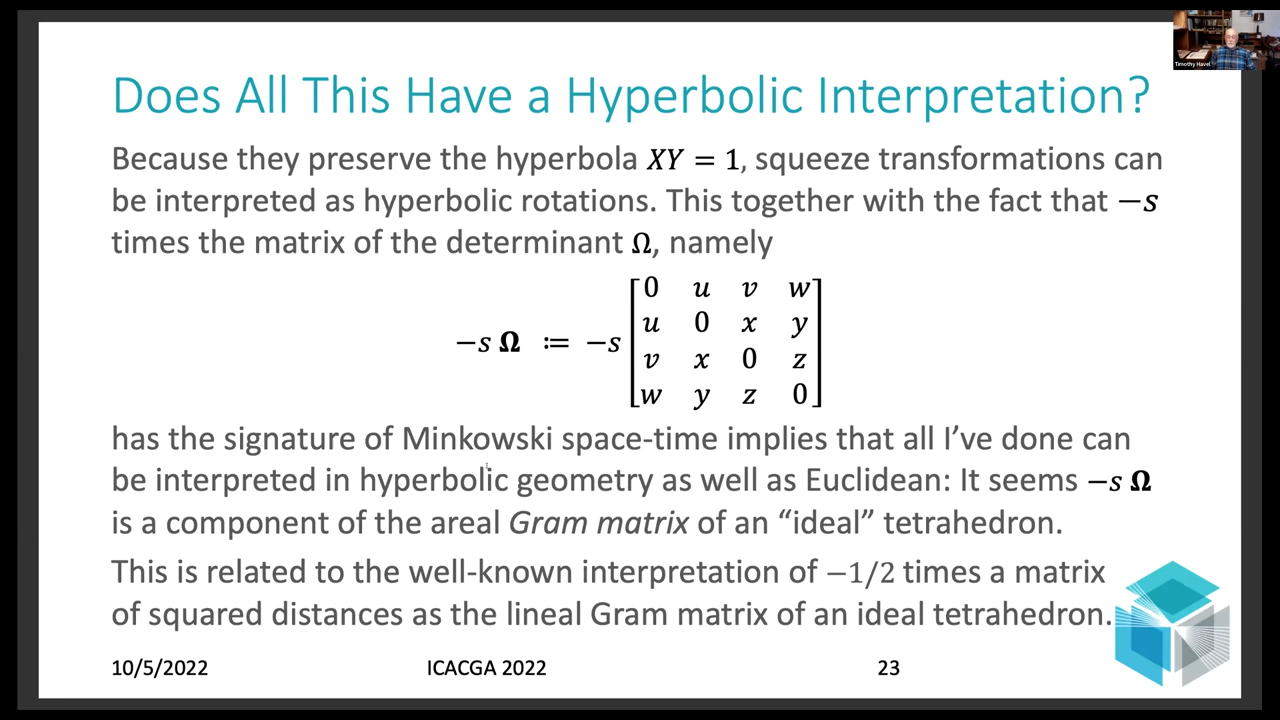 Timothy Havel
Does All This Have a Hyperbolic Interpretation?
Because they preserve the hyperbola XY = 1, squeeze transformations can
be interpreted as hyperbolic rotations. This together with the fact that −s
times the matrix of the determinant Ω, namely
0 u v w
u 0 x y
−s Ω := −s
v x 0 z
w y z 0
has the signature of Minkowski space-time implies that all I’ve done can
be interpreted in hyperbolic geometry as well as Euclidean: It seems −s Ω
is a component of the areal Gram matrix of an “ideal” tetrahedron.
This is related to the well-known interpretation of −1/2 times a matrix
of squared distances as the lineal Gram matrix of an ideal tetrahedron.
10/5/2022 ICACGA 2022 23